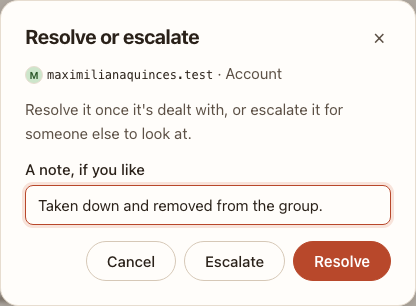 Resolve or escalate ×
M maximilianaquinces.test · Account
Resolve it once it's dealt with, or escalate it for
someone else to look at.
A note, if you like
Taken down and removed from the group.
Cancel Escalate Resolve